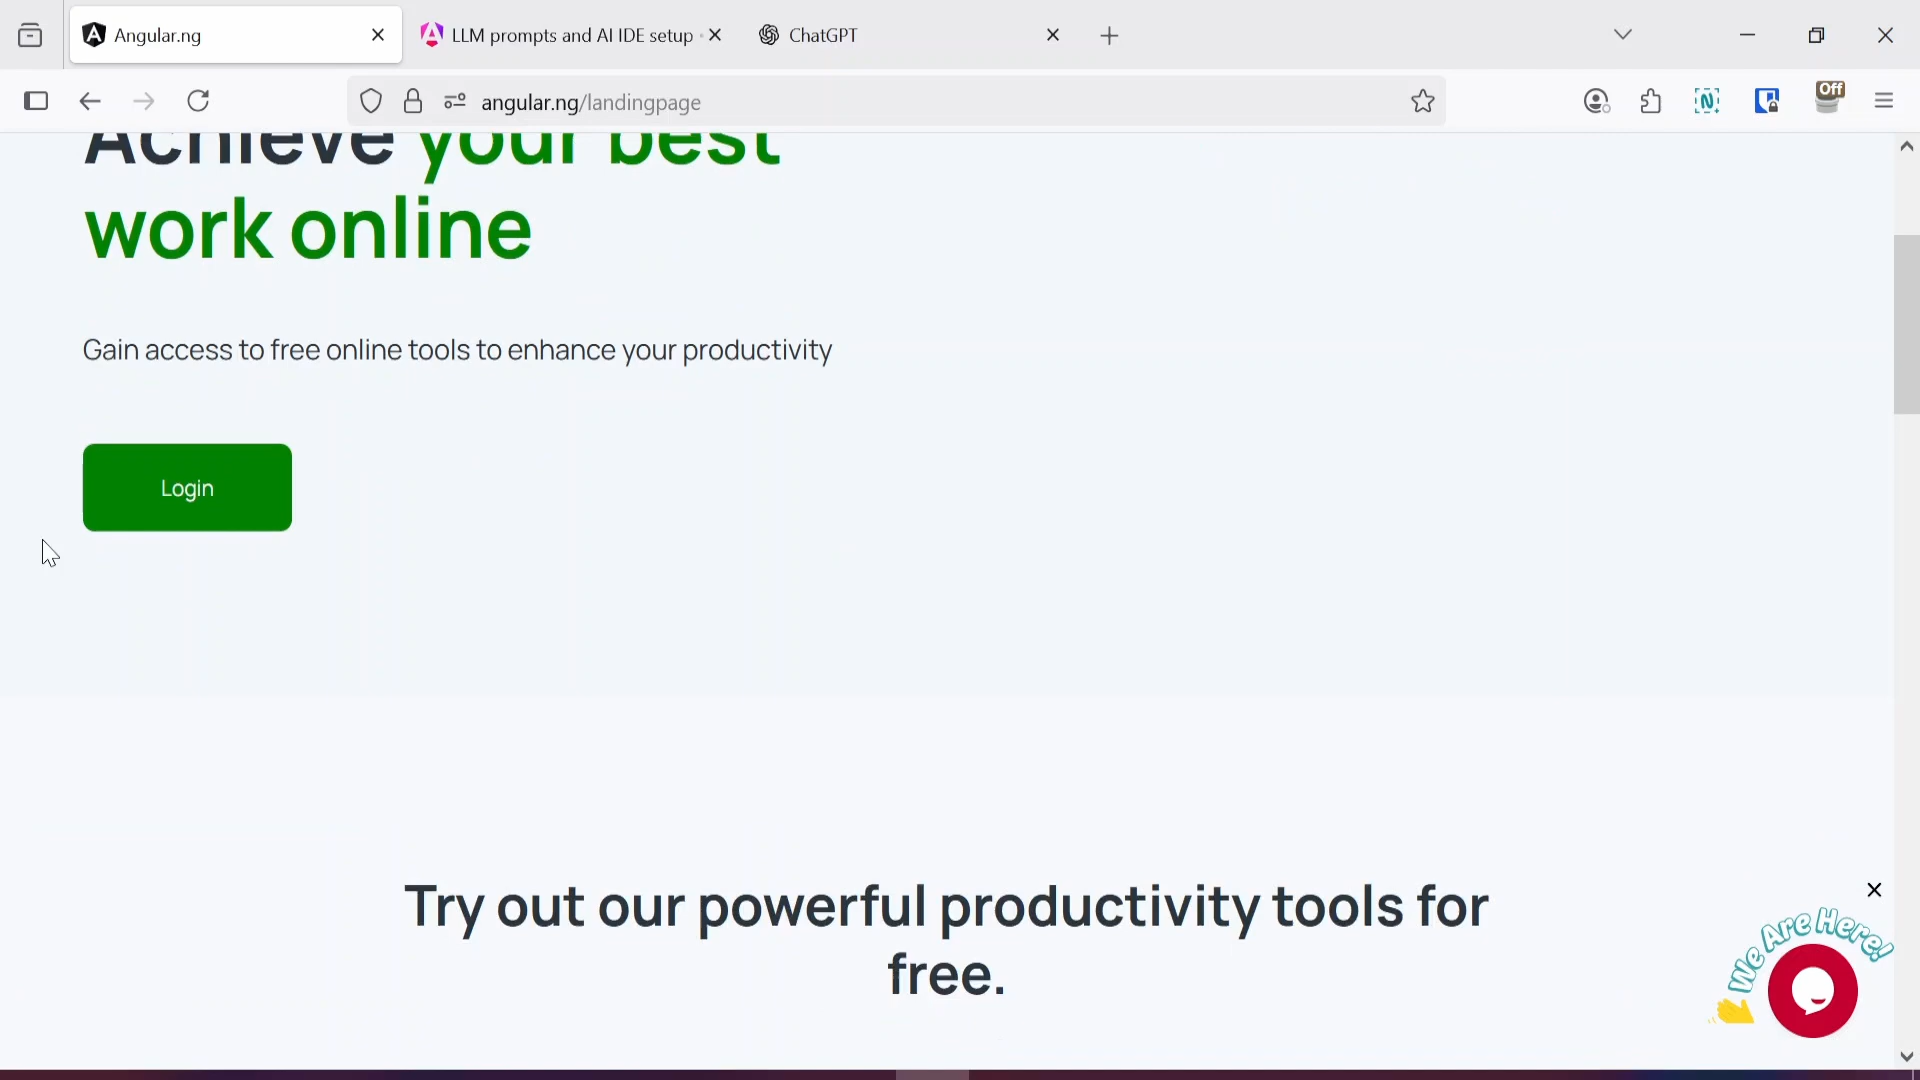 Angular.ng
LLM prompts and AI IDE setup
ChatGPT
angular.ng/landingpage
Off
Achieve your best
work online
Gain access to free online tools to enhance your productivity
Login
Try out our powerful productivity tools for
free.
We Are Here!